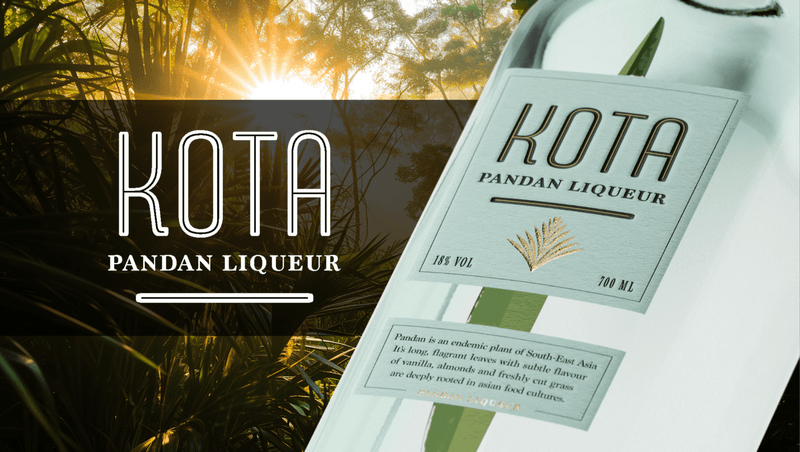 KOTA
PANDAN LIQUEUR
KOTA
PANDAN LIQUEUR
18% VOL
700 ML
Pandan is an endemic plant of South-East Asia
It's long, flagrant leaves with subtle flavour
of vanilla, almonds and freshly cut grass
are deeply rooted in asian food cultures.
PANDAN LIQUEUR